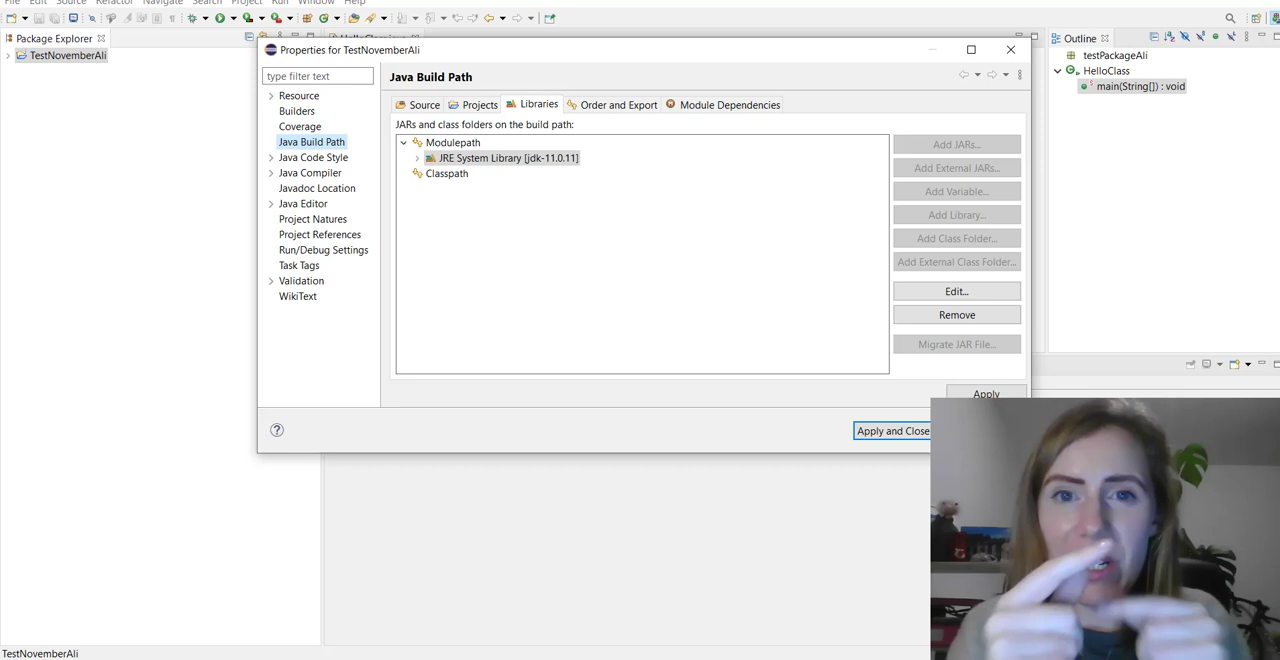 File Edit Source Refactor Navigate Search Project Run Window Help
Package Explorer
TestNovemberAli
Properties for TestNovemberAli
type filter text
Resource
Builders
Coverage
Java Build Path
Java Code Style
Java Compiler
Javadoc Location
Java Editor
Project Natures
Project References
Run/Debug Settings
Task Tags
Validation
WikiText
Java Build Path
Source Projects Libraries Order and Export Module Dependencies
JARs and class folders on the build path:
Modulepath
JRE System Library [jdk-11.0.11]
Classpath
Add JARs...
Add External JARs...
Add Variable...
Add Library...
Add Class Folder...
Add External Class Folder...
Edit...
Remove
Migrate JAR File...
Apply
Apply and Close
Outline
testPackageAli
HelloClass
main(String[]) : void
TestNovemberAli